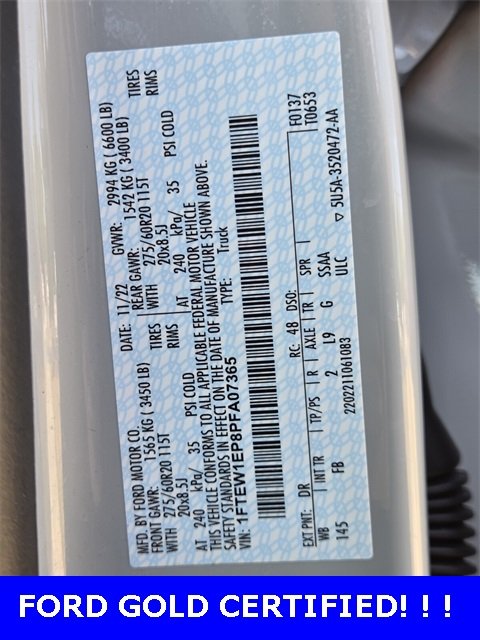 MFD. BY FORD MOTOR CO.
DATE: 11/22 GVWR: 2994 KG ( 6600 LB)
FRONT GAWR: 1565 KG ( 3450 LB) REAR GAWR: 1542 KG ( 3400 LB)
WITH 275/60R20 115T TIRES WITH 275/60R20 115T TIRES
20x8.5J RIMS 20x8.5J RIMS
AT 240 kPa/ 35 PSI COLD AT 240 kPa/ 35 PSI COLD
THIS VEHICLE CONFORMS TO ALL APPLICABLE FEDERAL MOTOR VEHICLE
SAFETY STANDARDS IN EFFECT ON THE DATE OF MANUFACTURE SHOWN ABOVE.
VIN: 1FTEW1EP8PFA07365 TYPE: Truck
F0137
T0653
EXT PNT: DR RC: 48 DSO:
WB INT TR TP/PS R AXLE TR SPR
145 FB 2 L9 G SSAA
ULC
2202211061083 ▽ 5U5A-3520472-AA
FORD GOLD CERTIFIED! ! !